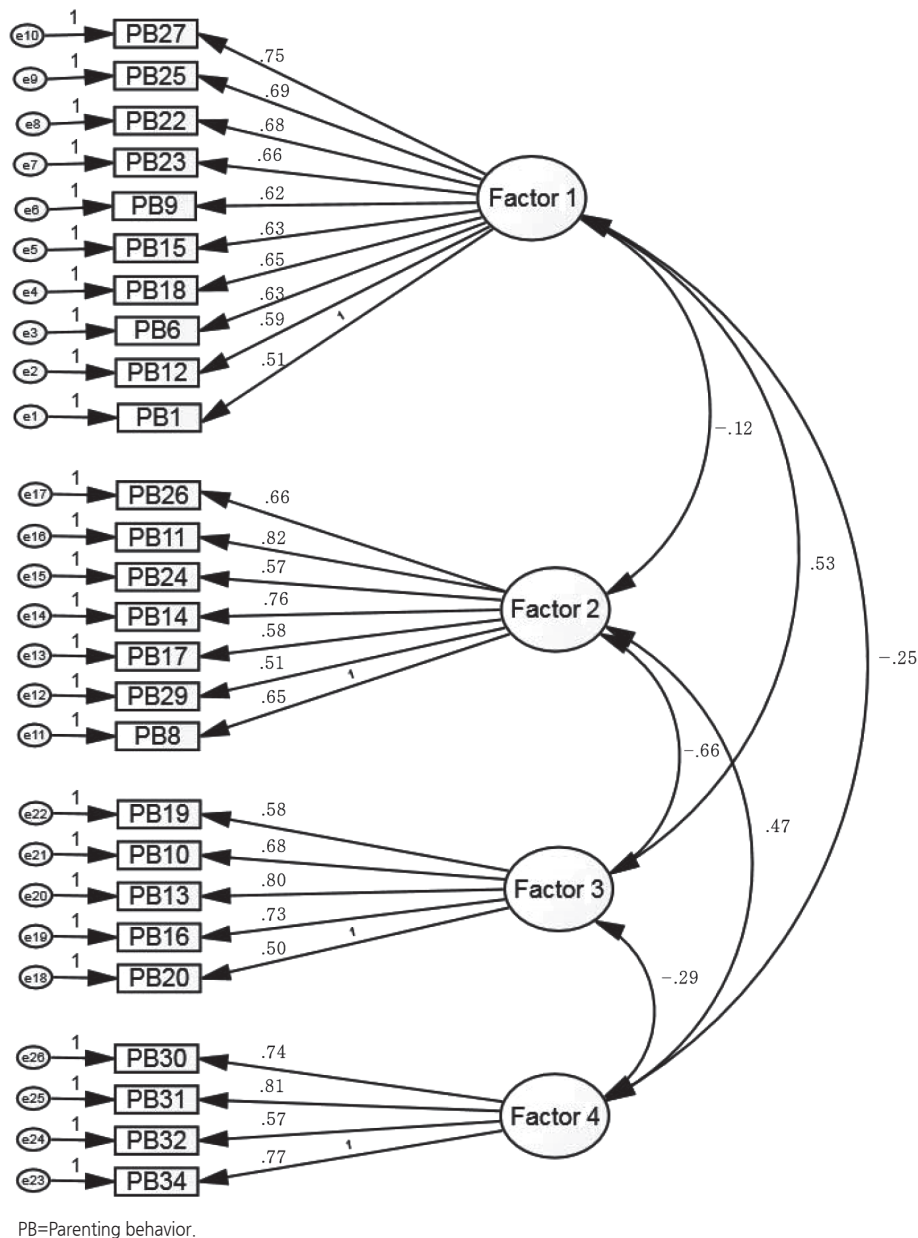 e10 1 PB27 .75
e9 1 PB25 .69
e8 1 PB22 .68
e7 1 PB23 .66
e6 1 PB9 .62
Factor 1
e5 1 PB15 .63
e4 1 PB18 .65
e3 1 PB6 .63
e2 1 PB12 .59 1
e1 1 PB1 .51
-.12
e17 1 PB26 .66
e16 1 PB11 .82
e15 1 PB24 .57
.53
e14 1 PB14 .76
Factor 2
e13 1 PB17 .58
-.25
e12 1 PB29 .51 1
e11 1 PB8 .65
-.66
e22 1 PB19 .58
.47
e21 1 PB10 .68
e20 1 PB13 .80
Factor 3
e19 1 PB16 .73 1
e18 1 PB20 .50
-.29
e26 1 PB30 .74
e25 1 PB31 .81
Factor 4
e24 1 PB32 .57 1
e23 1 PB34 .77
PB=Parenting behavior.